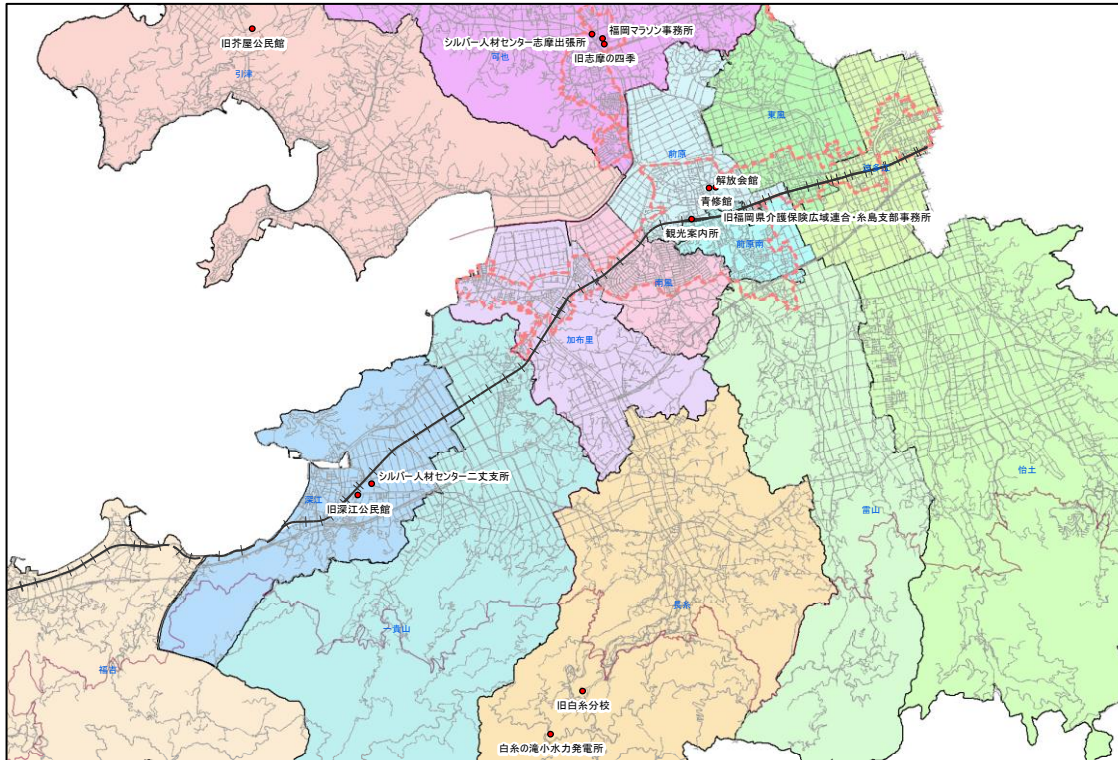 旧芥屋公民館
シルバー人材センター志摩出張所
福岡マラソン事務所
旧志摩の四季
可也
引津
東風
前原
解放会館
青修館
旧福岡県介護保険広域連合・糸島支部事務所
観光案内所
前原南
南風
加布里
シルバー人材センター二丈支所
深江
旧深江公民館
怡土
雷山
長糸
一貴山
福吉
旧白糸分校
白糸の滝小水力発電所